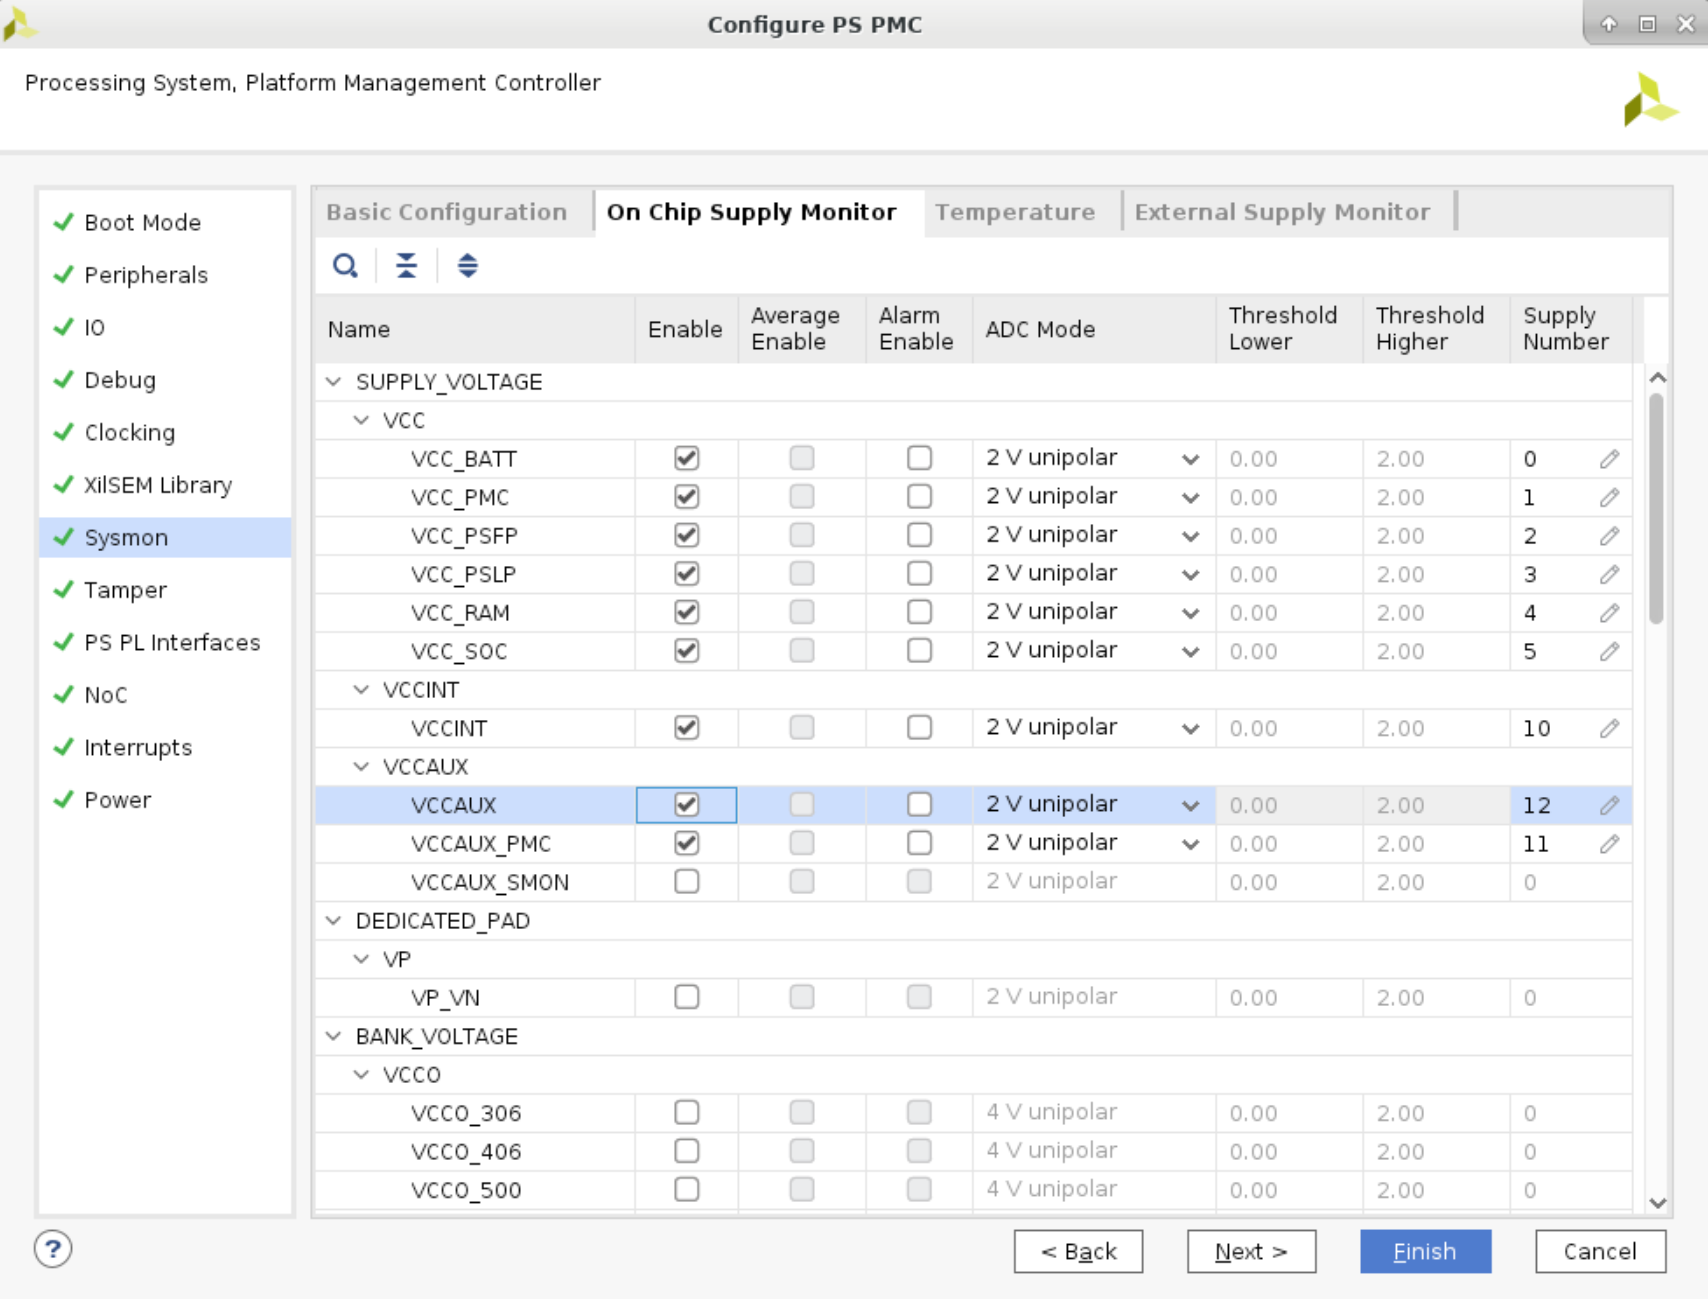 Configure PS PMC
Processing System, Platform Management Controller
Boot Mode
Peripherals
IO
Debug
Clocking
XilSEM Library
Sysmon
Tamper
PS PL Interfaces
NoC
Interrupts
Power
Basic Configuration On Chip Supply Monitor Temperature External Supply Monitor
Name Enable Average Enable Alarm Enable ADC Mode Threshold Lower Threshold Higher Supply Number
SUPPLY_VOLTAGE
VCC
VCC_BATT 2 V unipolar 0.00 2.00 0
VCC_PMC 2 V unipolar 0.00 2.00 1
VCC_PSFP 2 V unipolar 0.00 2.00 2
VCC_PSLP 2 V unipolar 0.00 2.00 3
VCC_RAM 2 V unipolar 0.00 2.00 4
VCC_SOC 2 V unipolar 0.00 2.00 5
VCCINT
VCCINT 2 V unipolar 0.00 2.00 10
VCCAUX
VCCAUX 2 V unipolar 0.00 2.00 12
VCCAUX_PMC 2 V unipolar 0.00 2.00 11
VCCAUX_SMON 2 V unipolar 0.00 2.00 0
DEDICATED_PAD
VP
VP_VN 2 V unipolar 0.00 2.00 0
BANK_VOLTAGE
VCCO
VCCO_306 4 V unipolar 0.00 2.00 0
VCCO_406 4 V unipolar 0.00 2.00 0
VCCO_500 4 V unipolar 0.00 2.00 0
? < Back Next > Finish Cancel